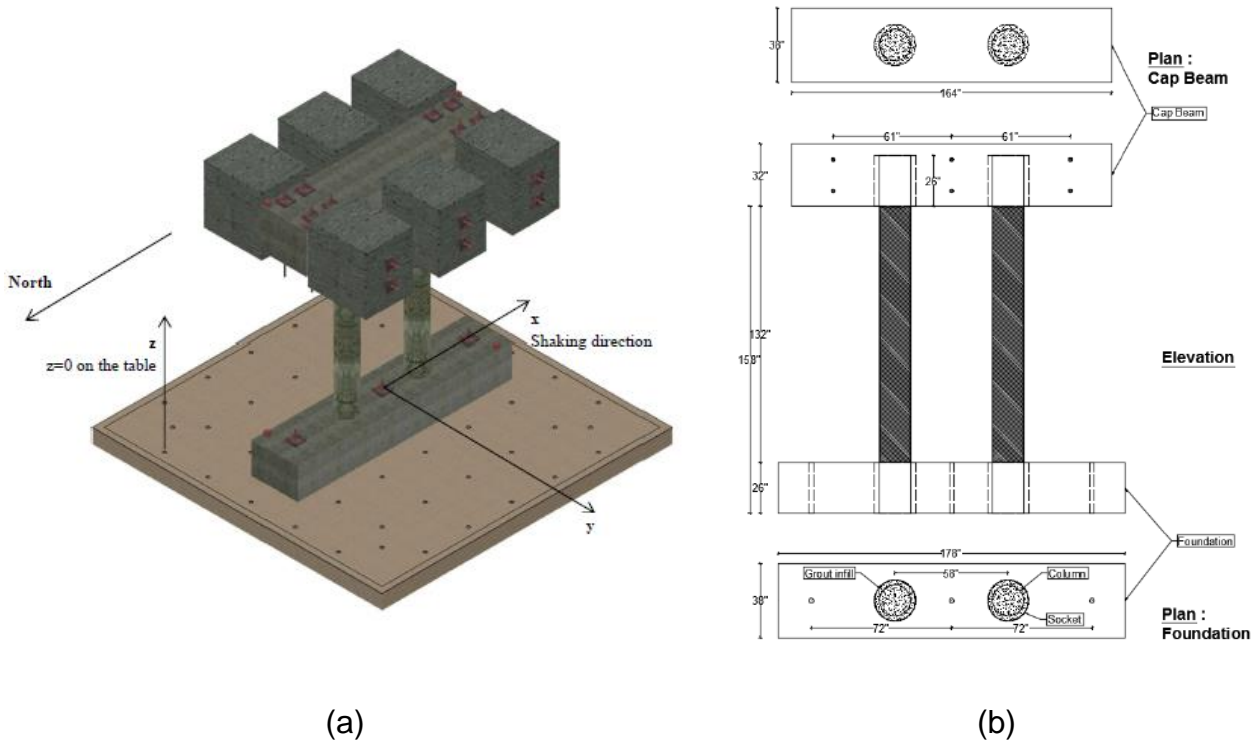 North
z
z=0 on the table
x
Shaking direction
y
38"
164"
Plan :
Cap Beam
Cap Beam
61"
61"
32"
26"
132"
158"
Elevation
26"
178"
Foundation
Grout infill
58"
Column
38"
Socket
72"
72"
Plan :
Foundation
(a)
(b)